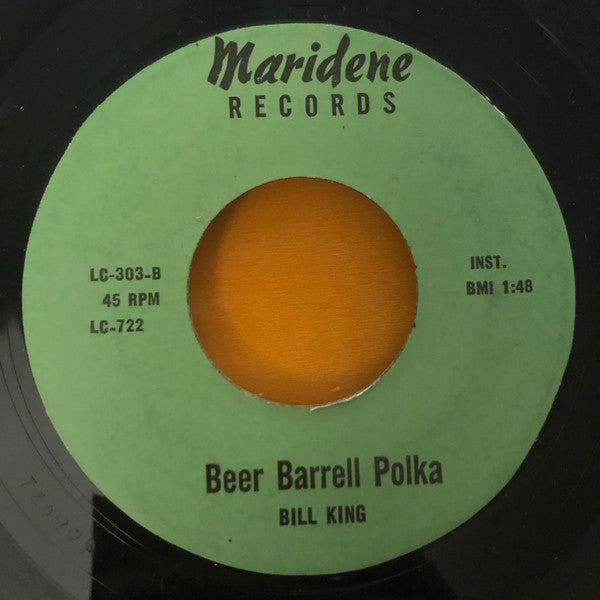 Maridene
RECORDS
LC-303-B
45 RPM
LC-722
INST.
BMI 1:48
Beer Barrell Polka
BILL KING